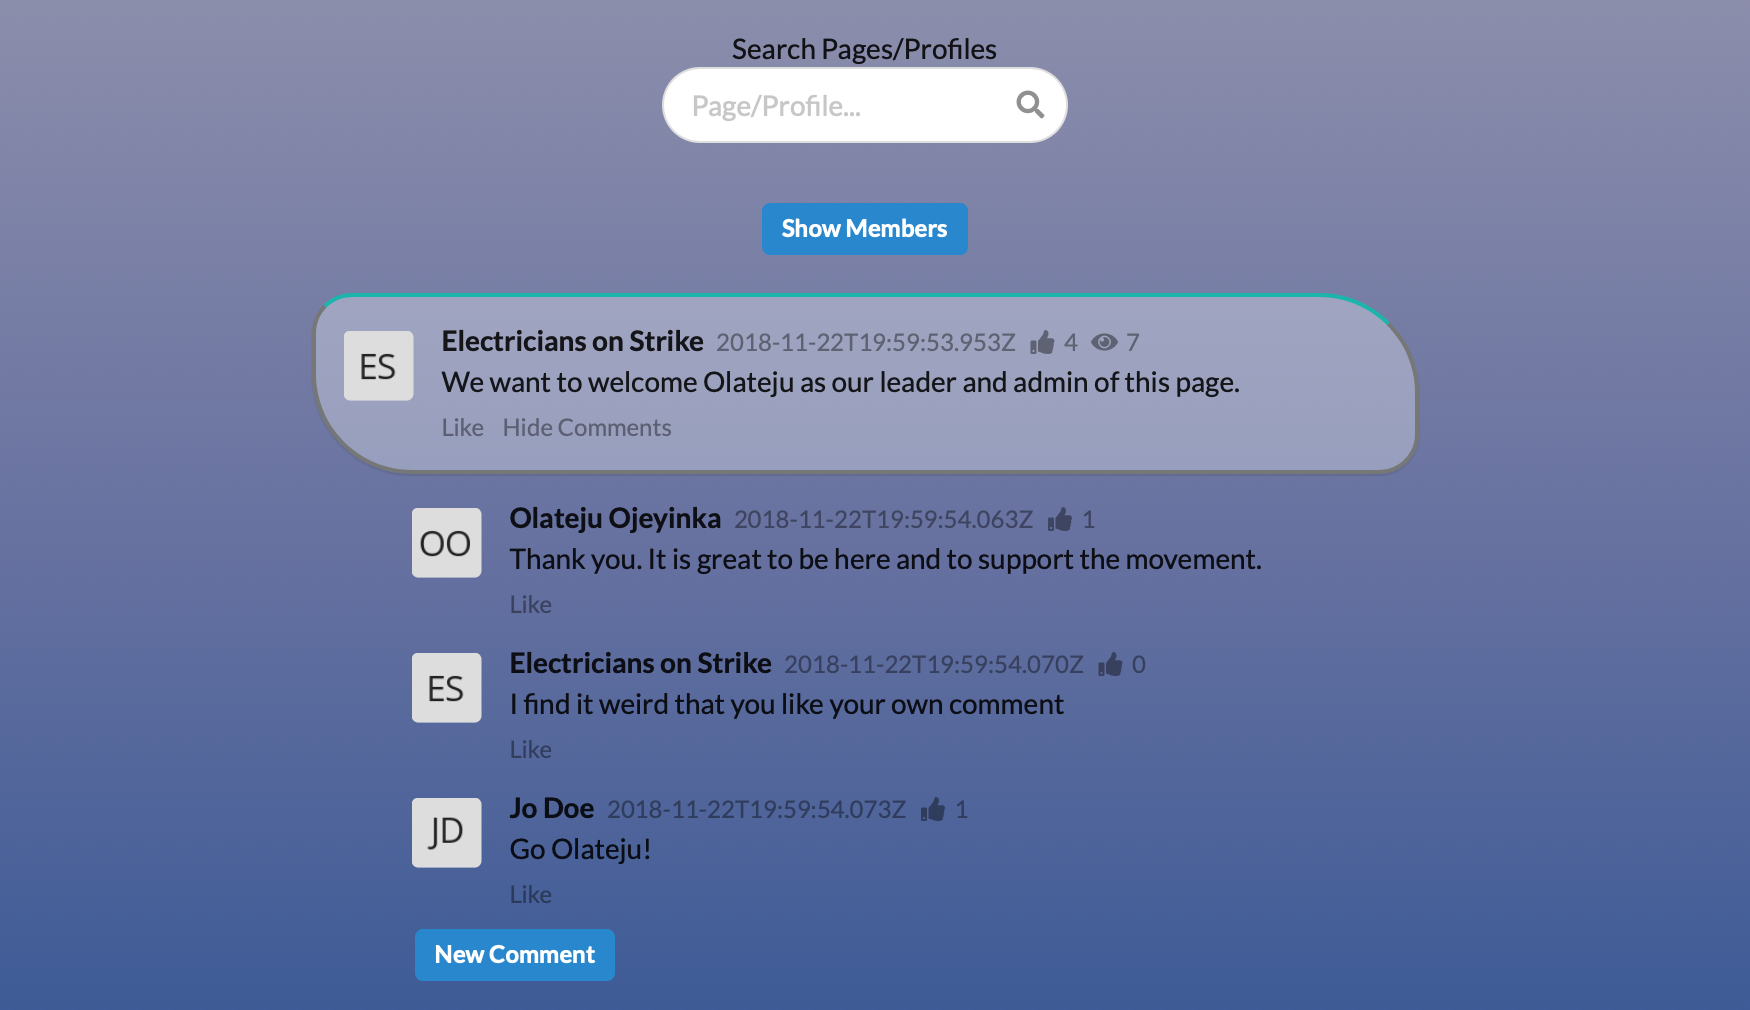 Search Pages/Profiles
Page/Profile...
Show Members
ES
Electricians on Strike 2018-11-22T19:59:53.953Z 4 7
We want to welcome Olateju as our leader and admin of this page.
Like Hide Comments
OO
Olateju Ojeyinka 2018-11-22T19:59:54.063Z 1
Thank you. It is great to be here and to support the movement.
Like
ES
Electricians on Strike 2018-11-22T19:59:54.070Z 0
I find it weird that you like your own comment
Like
JD
Jo Doe 2018-11-22T19:59:54.073Z 1
Go Olateju!
Like
New Comment